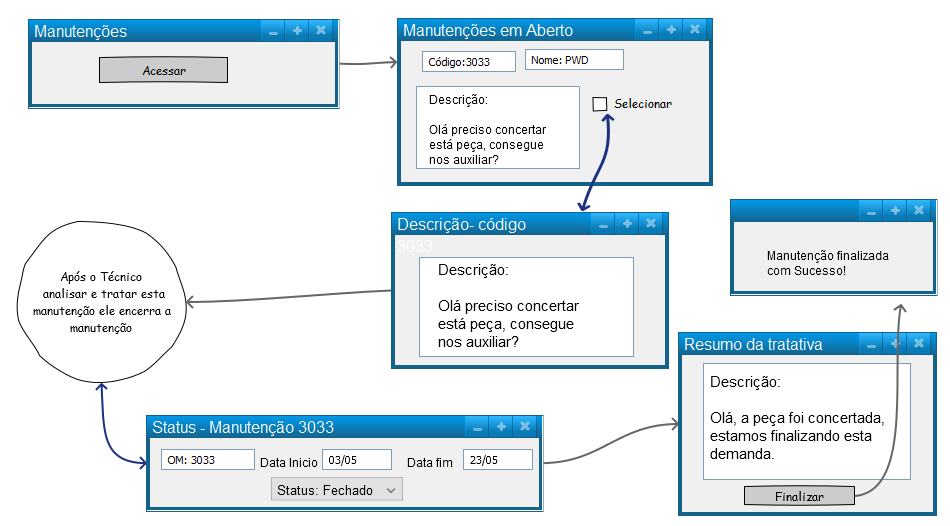 Manutenções
Acessar
Manutenções em Aberto
Código:3033
Nome: PWD
Descrição:
Olá preciso concertar
está peça, consegue
nos auxiliar?
Selecionar
Descrição- código
3033
Descrição:
Olá preciso concertar
está peça, consegue
nos auxiliar?
Após o Técnico
analisar e tratar esta
manutenção ele encerra a
manutenção
Status - Manutenção 3033
OM: 3033
Data Inicio
03/05
Data fim
23/05
Status: Fechado
Resumo da tratativa
Descrição:
Olá, a peça foi concertada,
estamos finalizando esta
demanda.
Finalizar
Manutenção finalizada
com Sucesso!